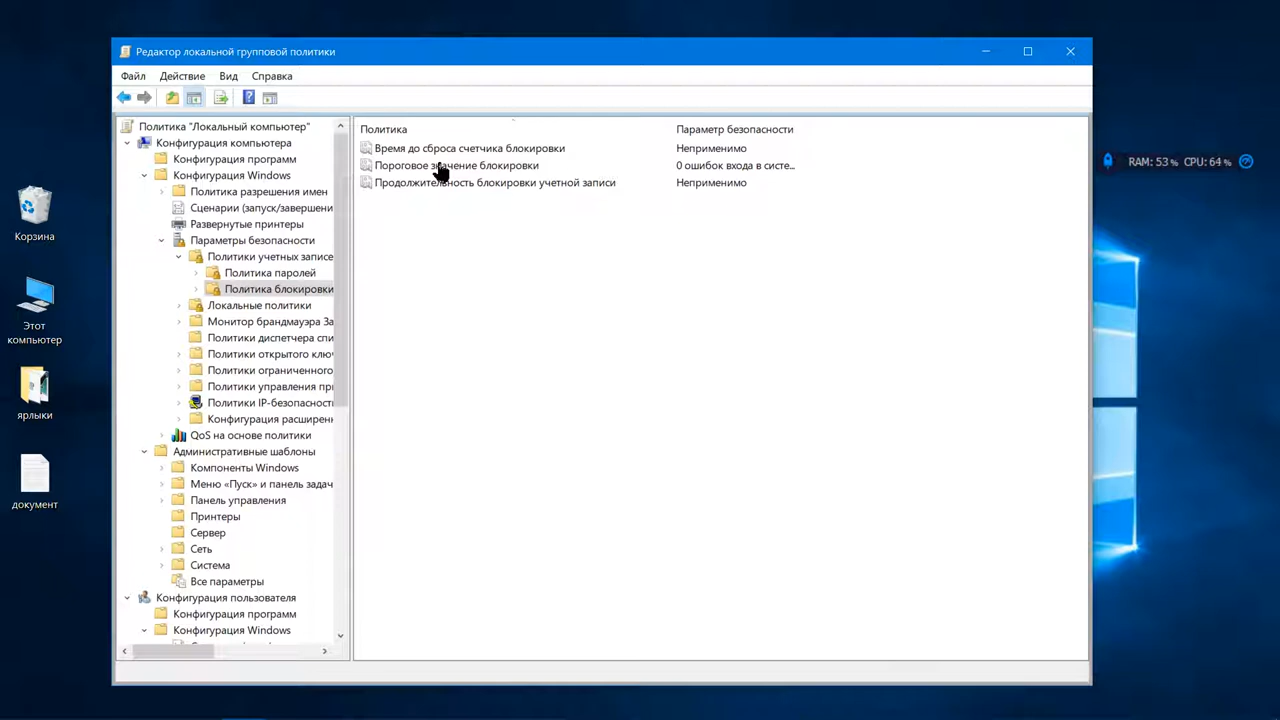 Редактор локальной групповой политики
Файл Действие Вид Справка
Политика "Локальный компьютер"
Конфигурация компьютера
Конфигурация программ
Конфигурация Windows
Политика разрешения имен
Сценарии (запуск/завершени
Развернутые принтеры
Параметры безопасности
Политики учетных записе
Политика паролей
Политика блокировки
Локальные политики
Монитор брандмауэра За
Политики диспетчера спи
Политики открытого клю
Политики ограниченного
Политики управления пр
Политики IP-безопасност
Конфигурация расширен
QoS на основе политики
Административные шаблоны
Компоненты Windows
Меню «Пуск» и панель задач
Панель управления
Принтеры
Сервер
Сеть
Система
Все параметры
Конфигурация пользователя
Конфигурация программ
Конфигурация Windows
Политика Параметр безопасности
Время до сброса счетчика блокировки Неприменимо
Пороговое значение блокировки 0 ошибок входа в систе...
Продолжительность блокировки учетной записи Неприменимо
Корзина
Этот
компьютер
ярлыки
документ
RAM: 53% CPU: 64%